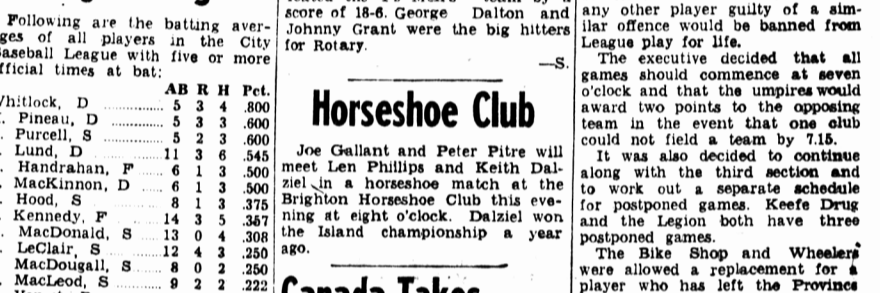 Following are the batting aver-
ges of all players in the City
Baseball League with five or more
fficial times at bat:
AB R H Pct.
Whitlock, D ............ 5 3 4 .800
. Pineau, D ............ 5 3 3 .600
. Purcell, S ............ 5 2 3 .600
. Lund, D ............ 11 3 6 .545
. Handrahan, F ...... 6 1 3 .500
. MacKinnon, D ...... 6 1 3 .500
. Hood, S ............ 8 1 3 .375
. Kennedy, F ......... 14 3 5 .357
. MacDonald, S ...... 13 0 4 .308
. LeClair, S ......... 12 4 3 .250
MacDougall, S ...... 8 0 2 .250
. MacLeod, S ......... 9 2 2 .222
score of 18-6. George Dalton and
Johnny Grant were the big hitters
for Rotary.
—S.
Horseshoe Club
Joe Gallant and Peter Pitre will
meet Len Phillips and Keith Dal-
ziel in a horseshoe match at the
Brighton Horseshoe Club this eve-
ning at eight o'clock. Dalziel won
the Island championship a year
ago.
Canada Takes
any other player guilty of a sim-
ilar offence would be banned from
League play for life.
The executive decided that all
games should commence at seven
o'clock and that the umpires would
award two points to the opposing
team in the event that one club
could not field a team by 7.15.
It was also decided to continue
along with the third section and
to work out a separate schedule
for postponed games. Keefe Drug
and the Legion both have three
postponed games.
The Bike Shop and Wheelers
were allowed a replacement for a
player who has left the Province